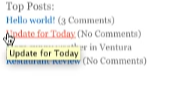 Top Posts:
Hello world! (3 Comments)
Update for Today (No Comments)
er in Ventura
Update for Today
Restaurant Review (No Comments)